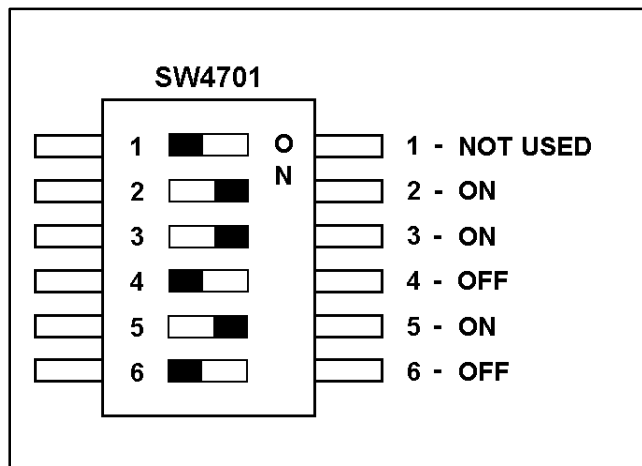 SW4701
1 O 1 - NOT USED
N
2 2 - ON
3 3 - ON
4 4 - OFF
5 5 - ON
6 6 - OFF